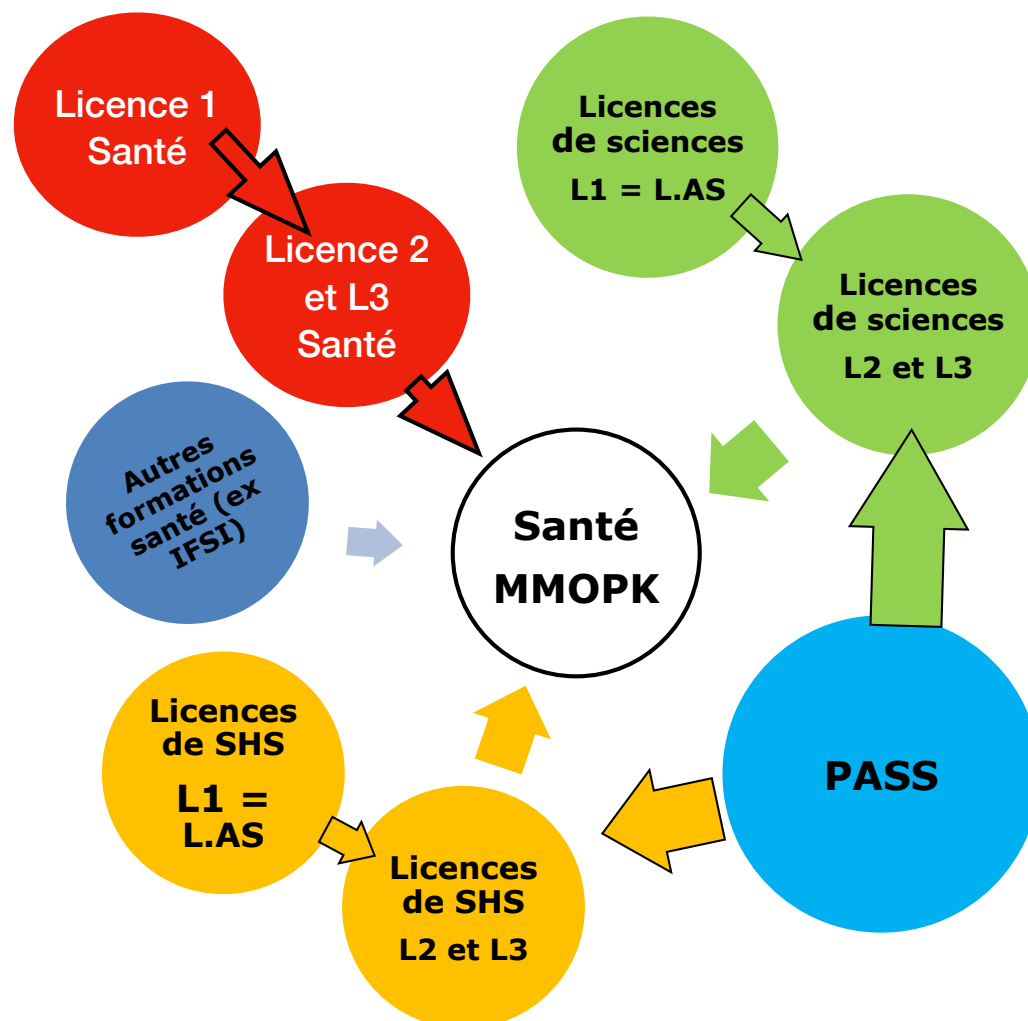 Licence 1
Santé
Licence 2
et L3
Santé
Licences
de sciences
L1 = L.AS
Licences
de sciences
L2 et L3
Autres
formations
santé (ex
IFSI)
Santé
MMOPK
Licences
de SHS
L1 =
L.AS
Licences
de SHS
L2 et L3
PASS